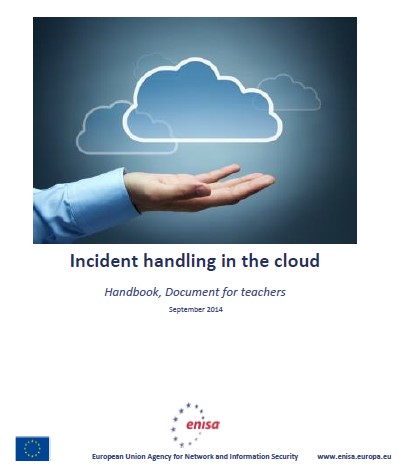 Incident handling in the cloud
Handbook, Document for teachers
September 2014
enisa
European Union Agency for Network and Information Security www.enisa.europa.eu